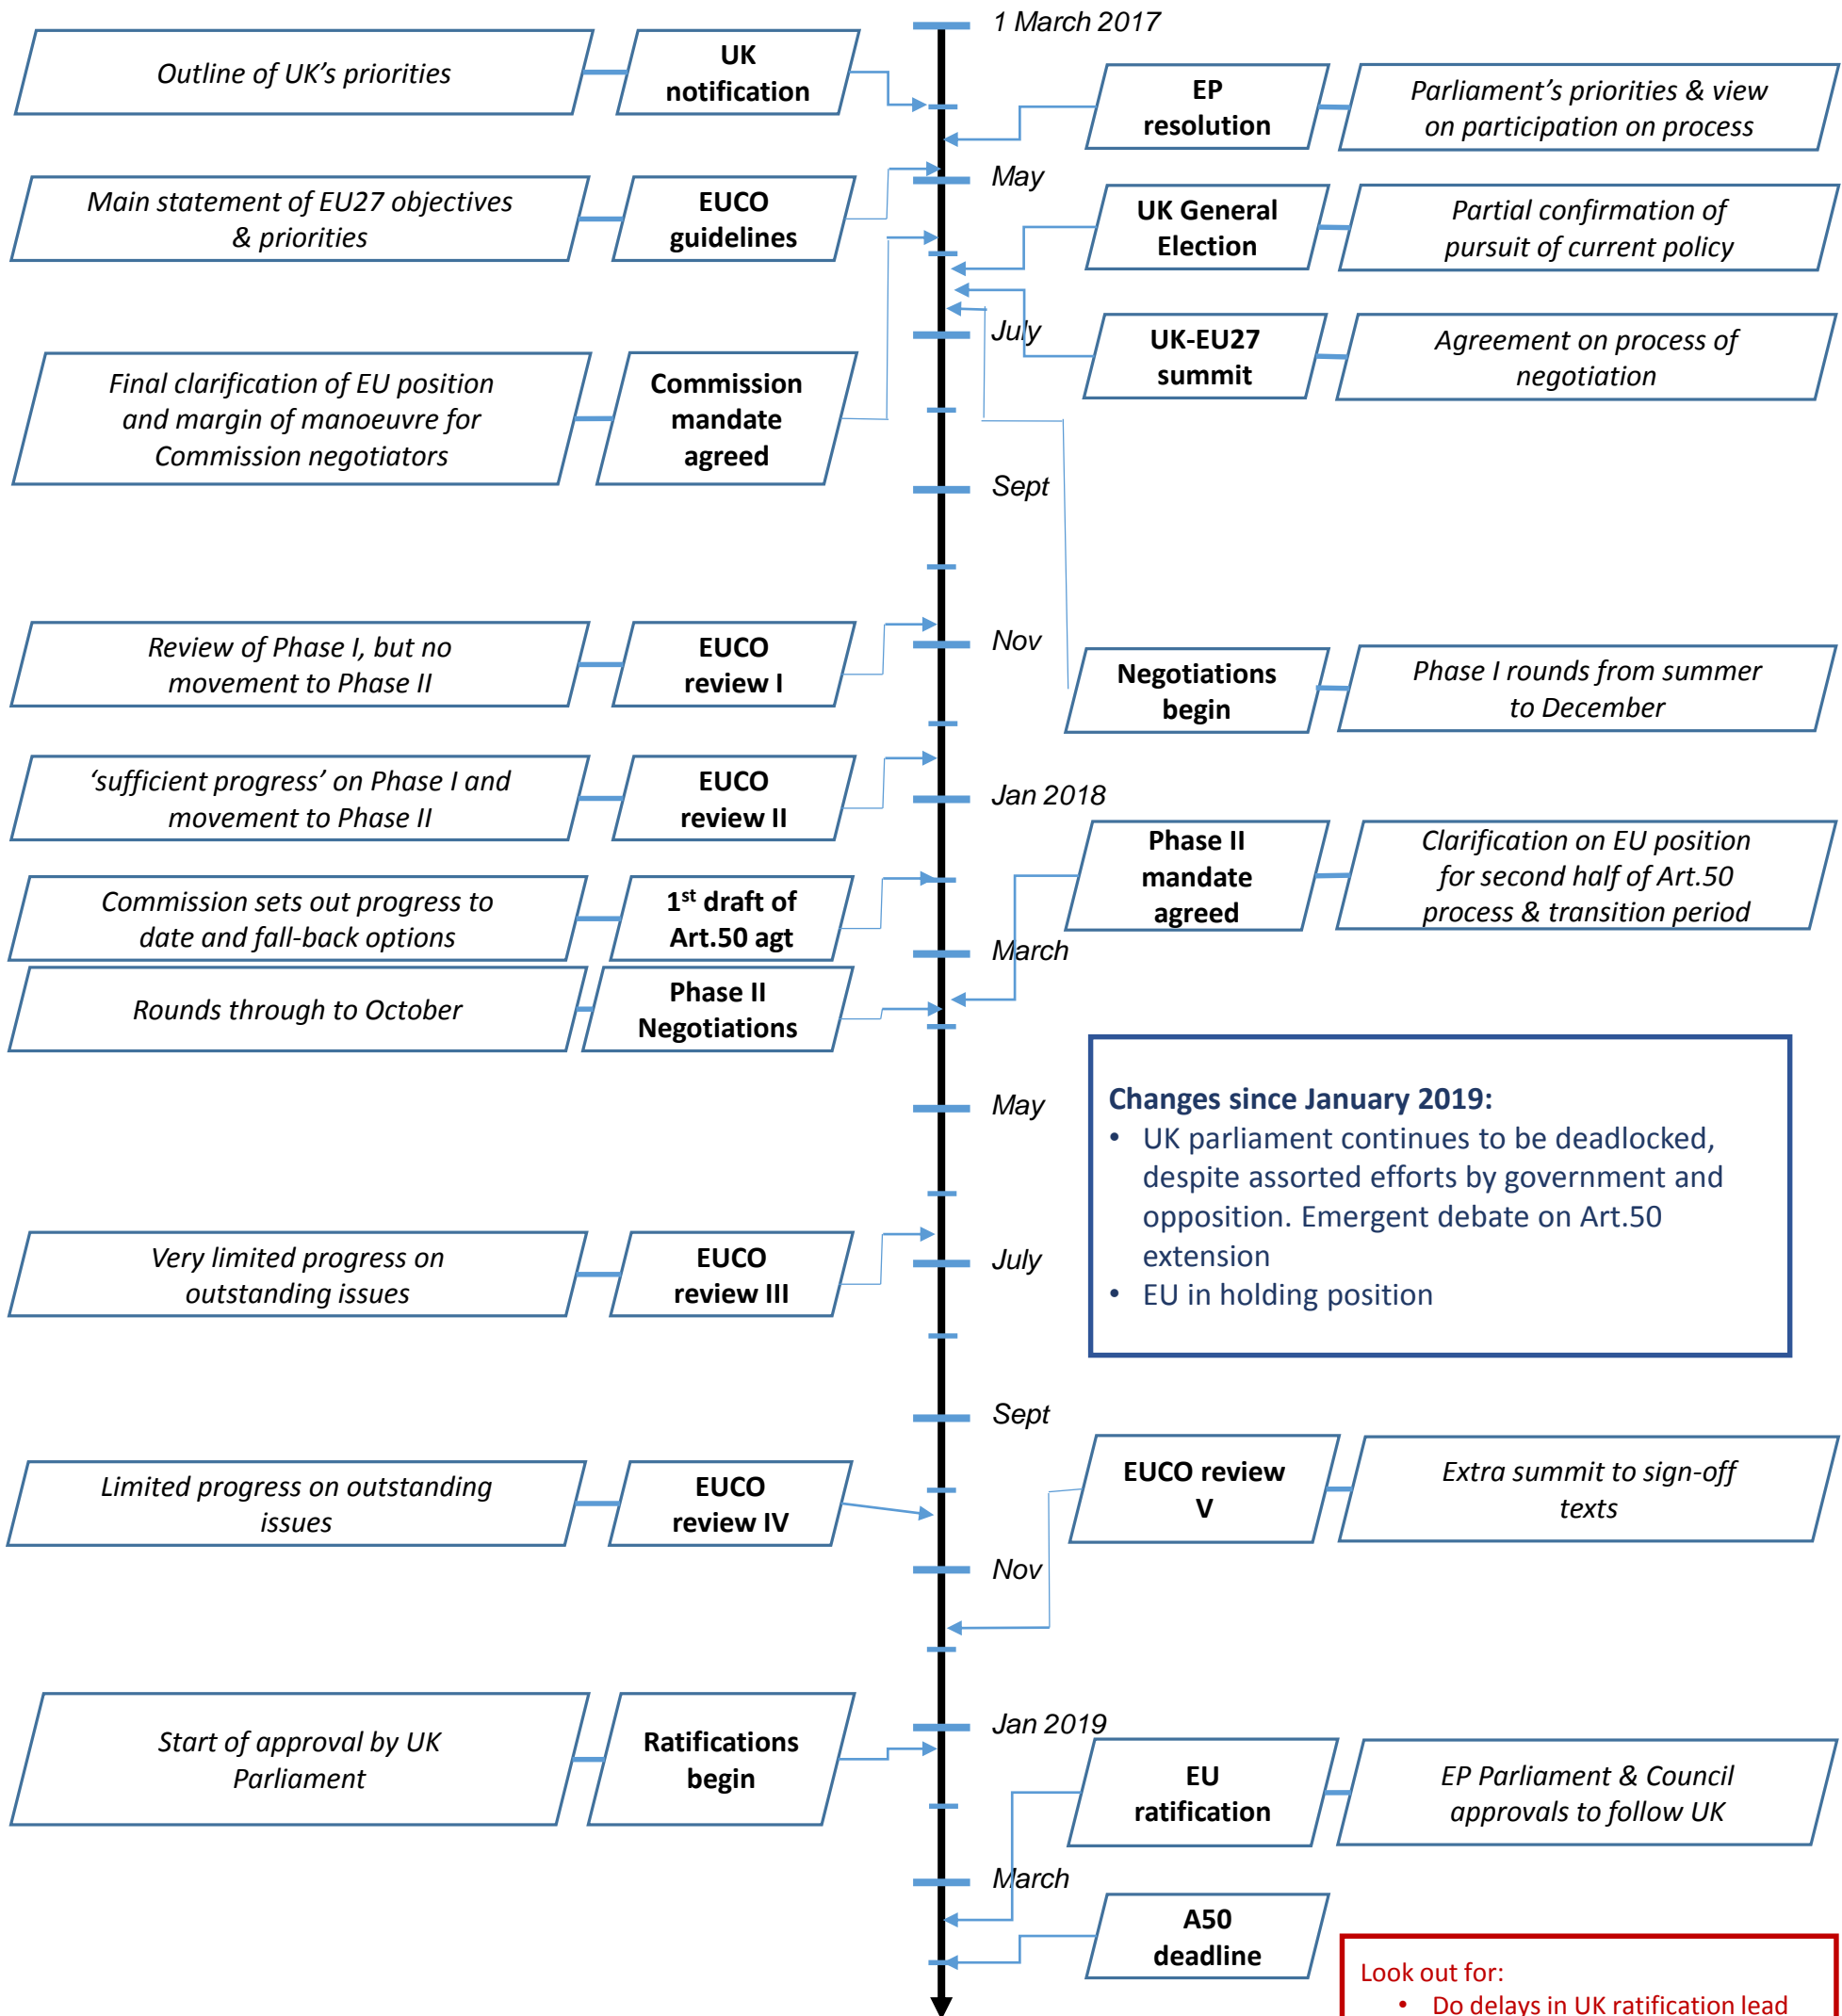 1 March 2017
Outline of UK's priorities
UK
notification
EP
resolution
Parliament's priorities & view
on participation on process
May
Main statement of EU27 objectives
& priorities
EUCO
guidelines
UK General
Election
Partial confirmation of
pursuit of current policy
July
UK-EU27
summit
Agreement on process of
negotiation
Final clarification of EU position
and margin of manoeuvre for
Commission negotiators
Commission
mandate
agreed
Sept
Nov
Review of Phase I, but no
movement to Phase II
EUCO
review I
Negotiations
begin
Phase I rounds from summer
to December
‘sufficient progress’ on Phase I and
movement to Phase II
EUCO
review II
Jan 2018
Phase II
mandate
agreed
Clarification on EU position
for second half of Art.50
process & transition period
Commission sets out progress to
date and fall-back options
1st draft of
Art.50 agt
March
Rounds through to October
Phase II
Negotiations
May
Changes since January 2019:
• UK parliament continues to be deadlocked,
despite assorted efforts by government and
opposition. Emergent debate on Art.50
extension
• EU in holding position
Very limited progress on
outstanding issues
EUCO
review III
July
Sept
Limited progress on outstanding
issues
EUCO
review IV
EUCO review
V
Extra summit to sign-off
texts
Nov
Start of approval by UK
Parliament
Ratifications
begin
Jan 2019
EU
ratification
EP Parliament & Council
approvals to follow UK
March
A50
deadline
Look out for:
• Do delays in UK ratification lead